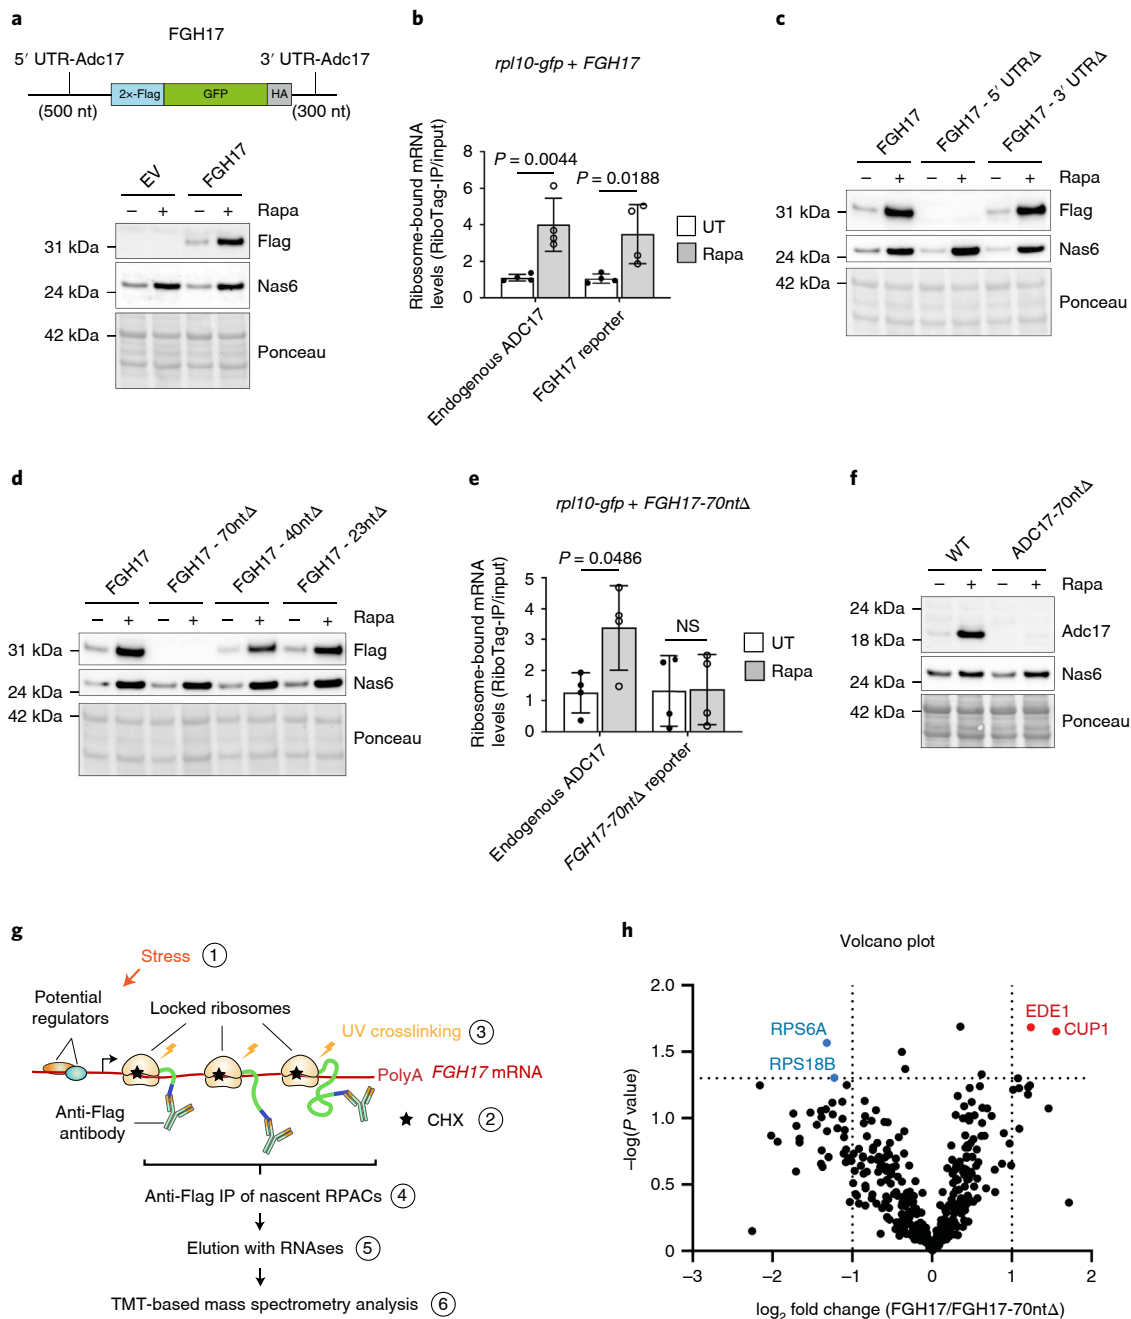 a
FGH17
5′ UTR-Adc17
3′ UTR-Adc17
2×-Flag
GFP
HA
(500 nt)
(300 nt)
EV
FGH17
– + – + Rapa
31 kDa
Flag
24 kDa
Nas6
42 kDa
Ponceau
b
rpl10-gfp + FGH17
Ribosome-bound mRNA
levels (RiboTag-IP/input)
8
6
4
2
0
P = 0.0044
P = 0.0188
UT
Rapa
Endogenous ADC17
FGH17 reporter
c
FGH17
FGH17 - 5′ UTRΔ
FGH17 - 3′ UTRΔ
– + – + – + Rapa
31 kDa
Flag
24 kDa
Nas6
42 kDa
Ponceau
d
FGH17
FGH17 - 70ntΔ
FGH17 - 40ntΔ
FGH17 - 23ntΔ
– + – + – + – + Rapa
31 kDa
Flag
24 kDa
Nas6
42 kDa
Ponceau
e
rpl10-gfp + FGH17-70ntΔ
Ribosome-bound mRNA
levels (RiboTag-IP/input)
5
4
3
2
1
0
P = 0.0486
NS
UT
Rapa
Endogenous ADC17
FGH17-70ntΔ reporter
f
WT
ADC17-70ntΔ
– + – + Rapa
24 kDa
18 kDa
Adc17
24 kDa
Nas6
42 kDa
Ponceau
g
Stress 1
Potential
regulators
Locked ribosomes
UV crosslinking 3
PolyA FGH17 mRNA
Anti-Flag
antibody
CHX 2
Anti-Flag IP of nascent RPACs 4
Elution with RNAses 5
TMT-based mass spectrometry analysis 6
h
Volcano plot
–log(P value)
2.0
1.5
1.0
0.5
0
EDE1
CUP1
RPS6A
RPS18B
–3 –2 –1 0 1 2
log₂ fold change (FGH17/FGH17-70ntΔ)